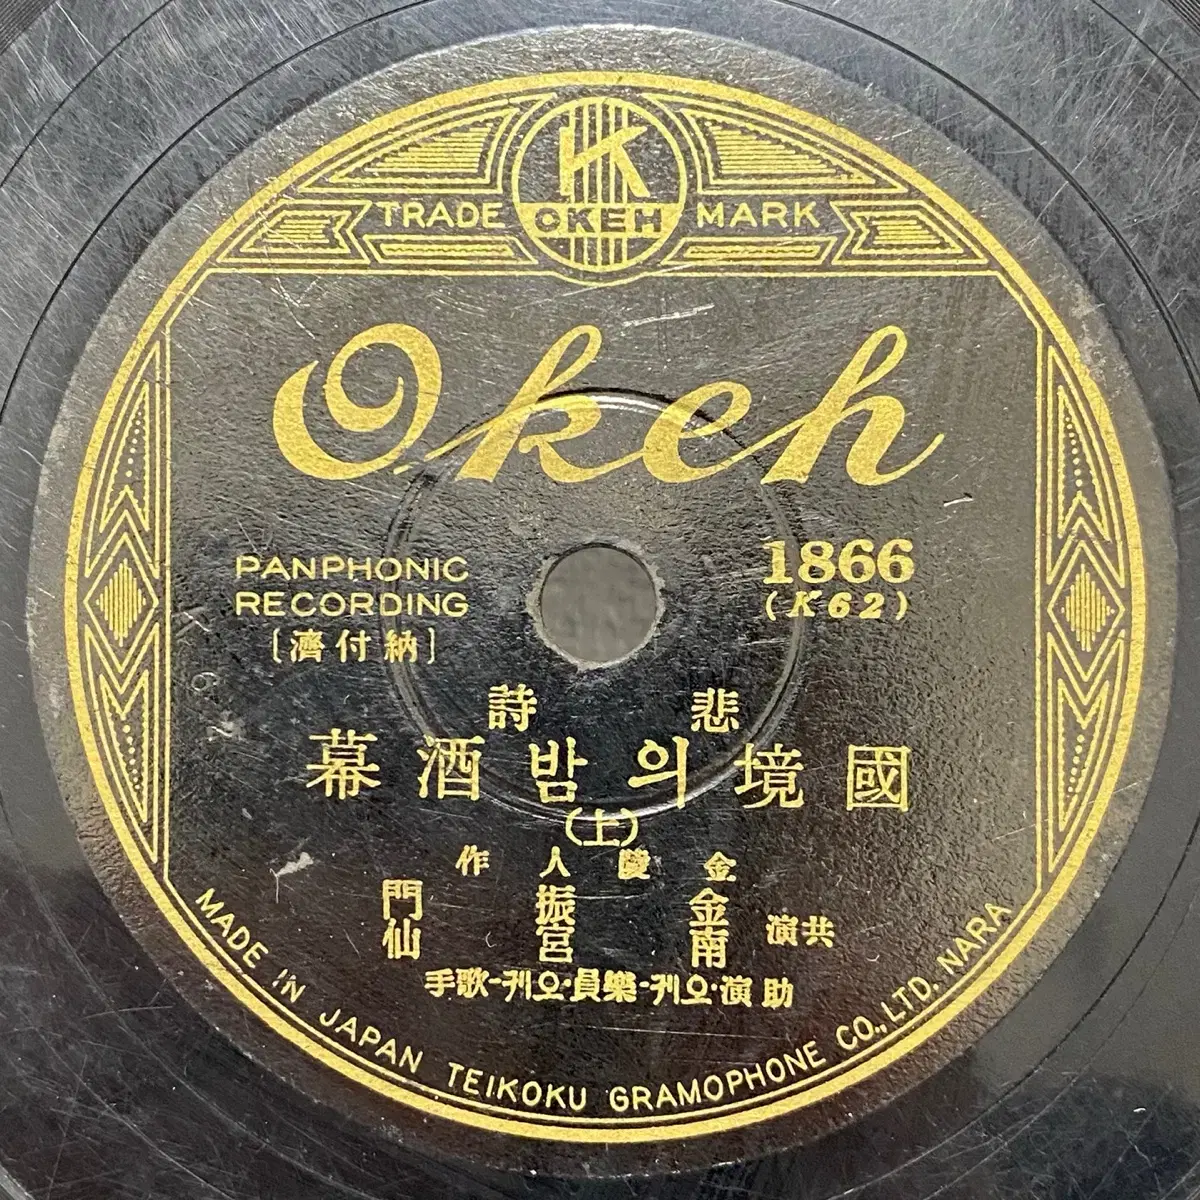 K
OKEH
TRADE MARK
Okeh
PANPHONIC
RECORDING
[納付濟]
1866
(K62)
悲詩
國境의밤酒幕
(上)
金陵人作
共演 金振門
南宮仙
助演·오케-樂員·오케-歌手
MADE IN JAPAN TEIKOKU GRAMOPHONE CO., LTD. NARA